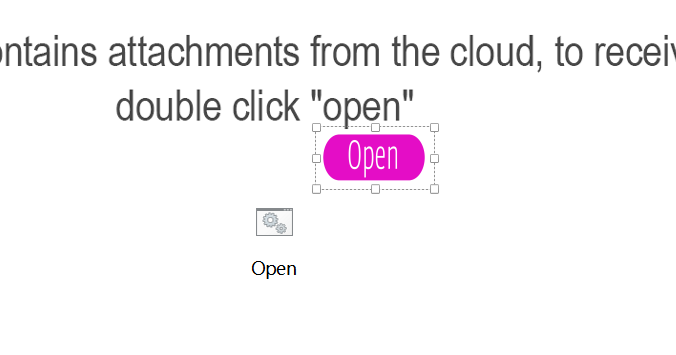 ontains attachments from the cloud, to receiv
double click "open"
Open
Open